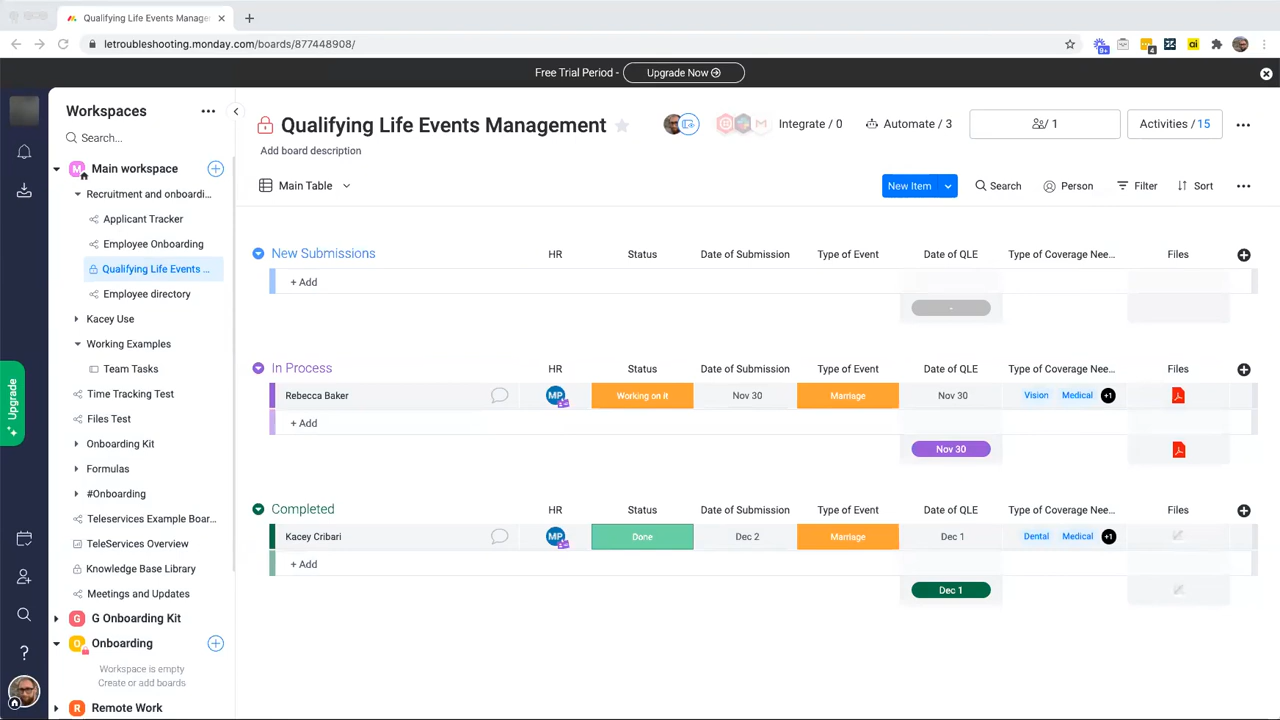 Qualifying Life Events Manage
letroubleshooting.monday.com/boards/877448908/
9+
4
ai
Free Trial Period -
Upgrade Now
Workspaces
Search...
M
Main workspace
Recruitment and onboardi...
Applicant Tracker
Employee Onboarding
Qualifying Life Events ...
Employee directory
Kacey Use
Working Examples
Team Tasks
Time Tracking Test
Files Test
Onboarding Kit
Formulas
#Onboarding
Teleservices Example Boar...
TeleServices Overview
Knowledge Base Library
Meetings and Updates
G
G Onboarding Kit
O
Onboarding
Workspace is empty
Create or add boards
R
Remote Work
Upgrade
?
Qualifying Life Events Management
Integrate / 0
Automate / 3
/ 1
Activities / 15
Add board description
Main Table
New Item
Search
Person
Filter
Sort
New Submissions
HR
Status
Date of Submission
Type of Event
Date of QLE
Type of Coverage Nee...
Files
+ Add
-
In Process
HR
Status
Date of Submission
Type of Event
Date of QLE
Type of Coverage Nee...
Files
Rebecca Baker
MP
Working on it
Nov 30
Marriage
Nov 30
Vision
Medical
+1
+ Add
Nov 30
Completed
HR
Status
Date of Submission
Type of Event
Date of QLE
Type of Coverage Nee...
Files
Kacey Cribari
MP
Done
Dec 2
Marriage
Dec 1
Dental
Medical
+1
+ Add
Dec 1